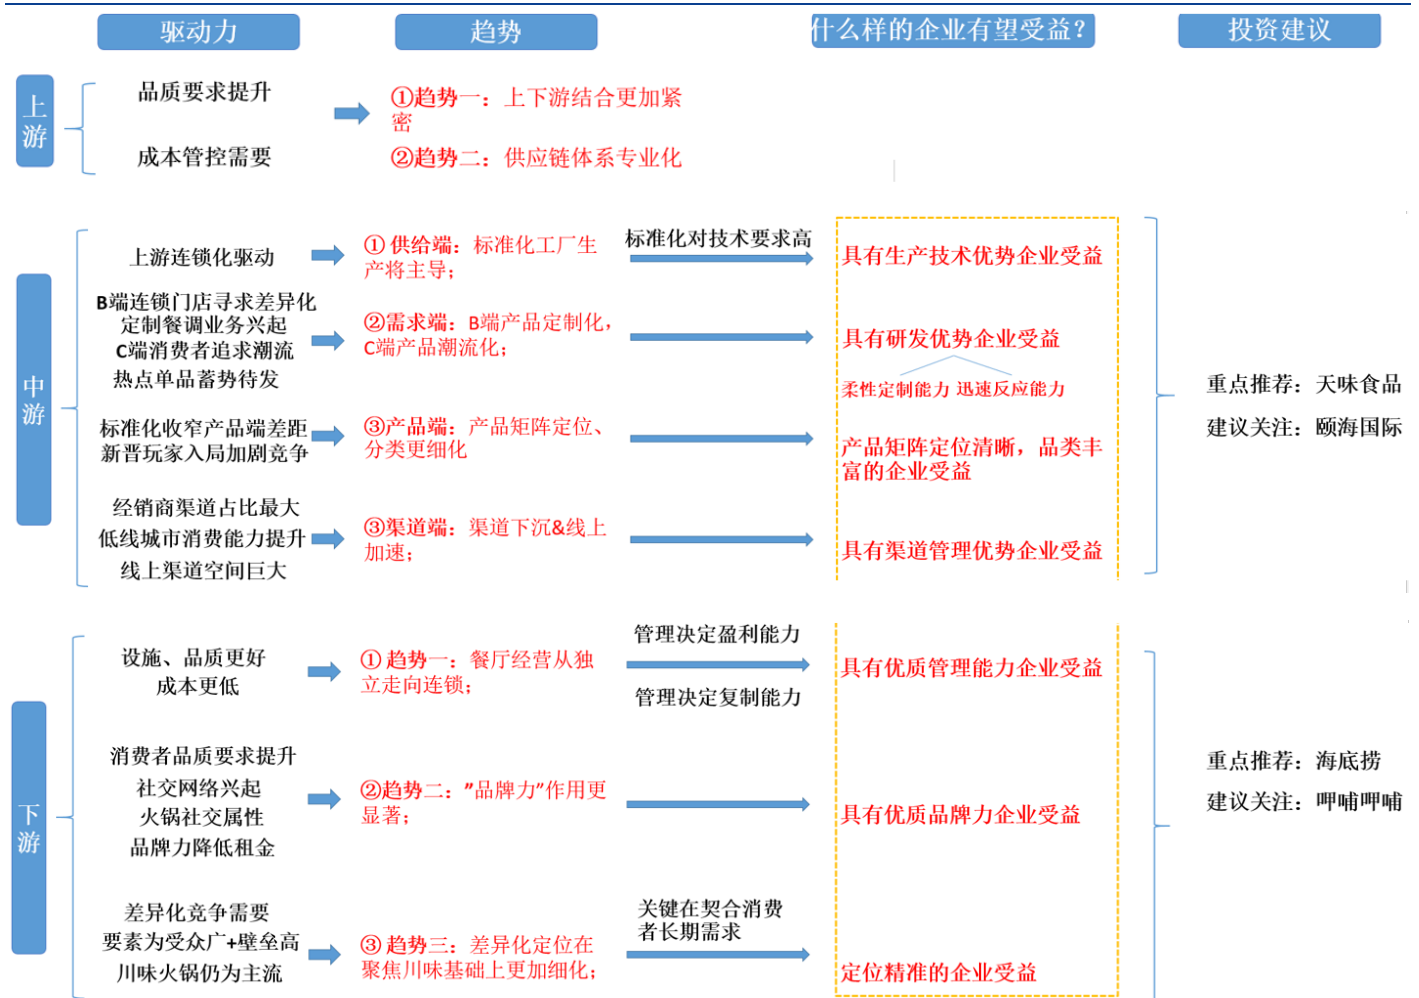 驱动力
趋势
什么样的企业有望受益?
投资建议
上游
品质要求提升
成本管控需要
①趋势一：上下游结合更加紧
密
②趋势二：供应链体系专业化
中游
上游连锁化驱动
① 供给端：标准化工厂生
产将主导；
标准化对技术要求高
具有生产技术优势企业受益
B端连锁门店寻求差异化
定制餐调业务兴起
C端消费者追求潮流
热点单品蓄势待发
②需求端：B端产品定制化，
C端产品潮流化；
具有研发优势企业受益
柔性定制能力 迅速反应能力
标准化收窄产品端差距
新晋玩家入局加剧竞争
③产品端：产品矩阵定位、
分类更细化
产品矩阵定位清晰，品类丰
富的企业受益
经销商渠道占比最大
低线城市消费能力提升
线上渠道空间巨大
③渠道端：渠道下沉&线上
加速；
具有渠道管理优势企业受益
重点推荐：天味食品
建议关注：颐海国际
下游
设施、品质更好
成本更低
① 趋势一：餐厅经营从独
立走向连锁；
管理决定盈利能力
管理决定复制能力
具有优质管理能力企业受益
消费者品质要求提升
社交网络兴起
火锅社交属性
品牌力降低租金
②趋势二：”品牌力”作用更
显著；
具有优质品牌力企业受益
差异化竞争需要
要素为受众广+壁垒高
川味火锅仍为主流
③ 趋势三：差异化定位在
聚焦川味基础上更加细化；
关键在契合消费
者长期需求
定位精准的企业受益
重点推荐：海底捞
建议关注：呷哺呷哺